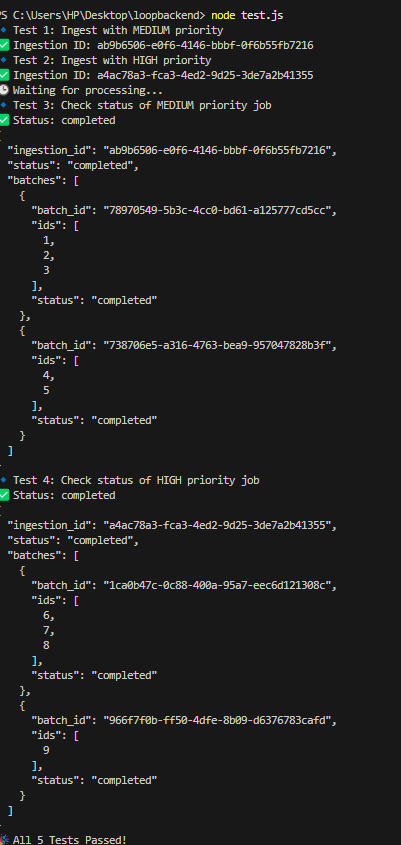 PS C:\Users\HP\Desktop\loopbackend> node test.js
🔹 Test 1: Ingest with MEDIUM priority
✅ Ingestion ID: ab9b6506-e0f6-4146-bbbf-0f6b55fb7216
🔹 Test 2: Ingest with HIGH priority
✅ Ingestion ID: a4ac78a3-fca3-4ed2-9d25-3de7a2b41355
🕒 Waiting for processing...
🔹 Test 3: Check status of MEDIUM priority job
✅ Status: completed
{
  "ingestion_id": "ab9b6506-e0f6-4146-bbbf-0f6b55fb7216",
  "status": "completed",
  "batches": [
    {
      "batch_id": "78970549-5b3c-4cc0-bd61-a125777cd5cc",
      "ids": [
        1,
        2,
        3
      ],
      "status": "completed"
    },
    {
      "batch_id": "738706e5-a316-4763-bea9-957047828b3f",
      "ids": [
        4,
        5
      ],
      "status": "completed"
    }
  ]
}
🔹 Test 4: Check status of HIGH priority job
✅ Status: completed
{
  "ingestion_id": "a4ac78a3-fca3-4ed2-9d25-3de7a2b41355",
  "status": "completed",
  "batches": [
    {
      "batch_id": "1ca0b47c-0c88-400a-95a7-eec6d121308c",
      "ids": [
        6,
        7,
        8
      ],
      "status": "completed"
    },
    {
      "batch_id": "966f7f0b-ff50-4dfe-8b09-d6376783cafd",
      "ids": [
        9
      ],
      "status": "completed"
    }
  ]
}
🎉 All 5 Tests Passed!